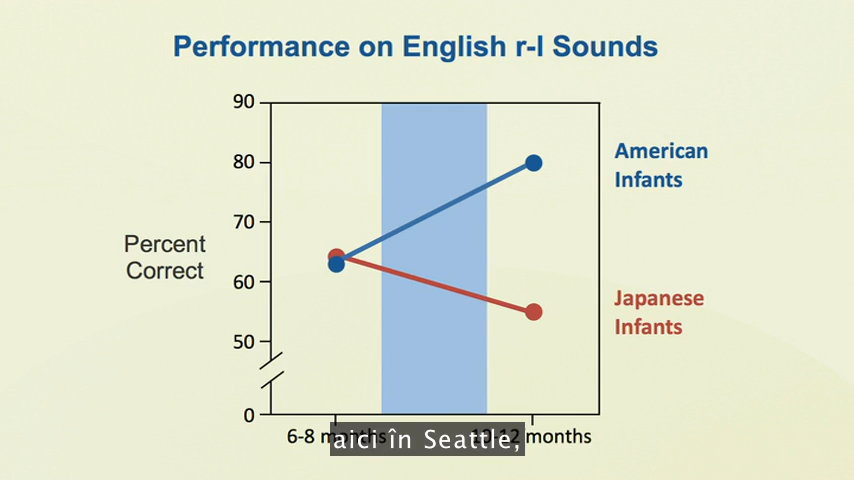 Performance on English r-l Sounds
90
80
70
60
50
0
Percent
Correct
American
Infants
Japanese
Infants
6-8 months
12 months
aici în Seattle,